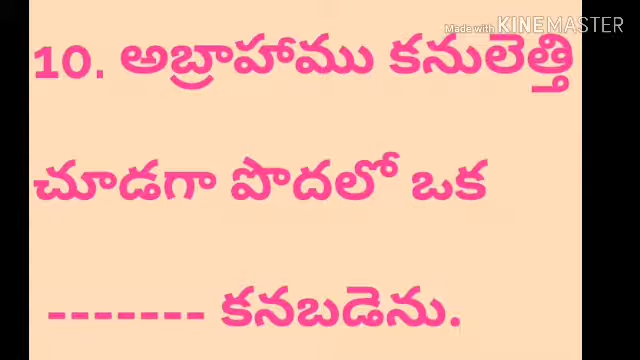 Made with KINEMASTER
10. అబ్రాహాము కనులెత్తి
చూడగా పొదలో ఒక
------- కనబడెను.